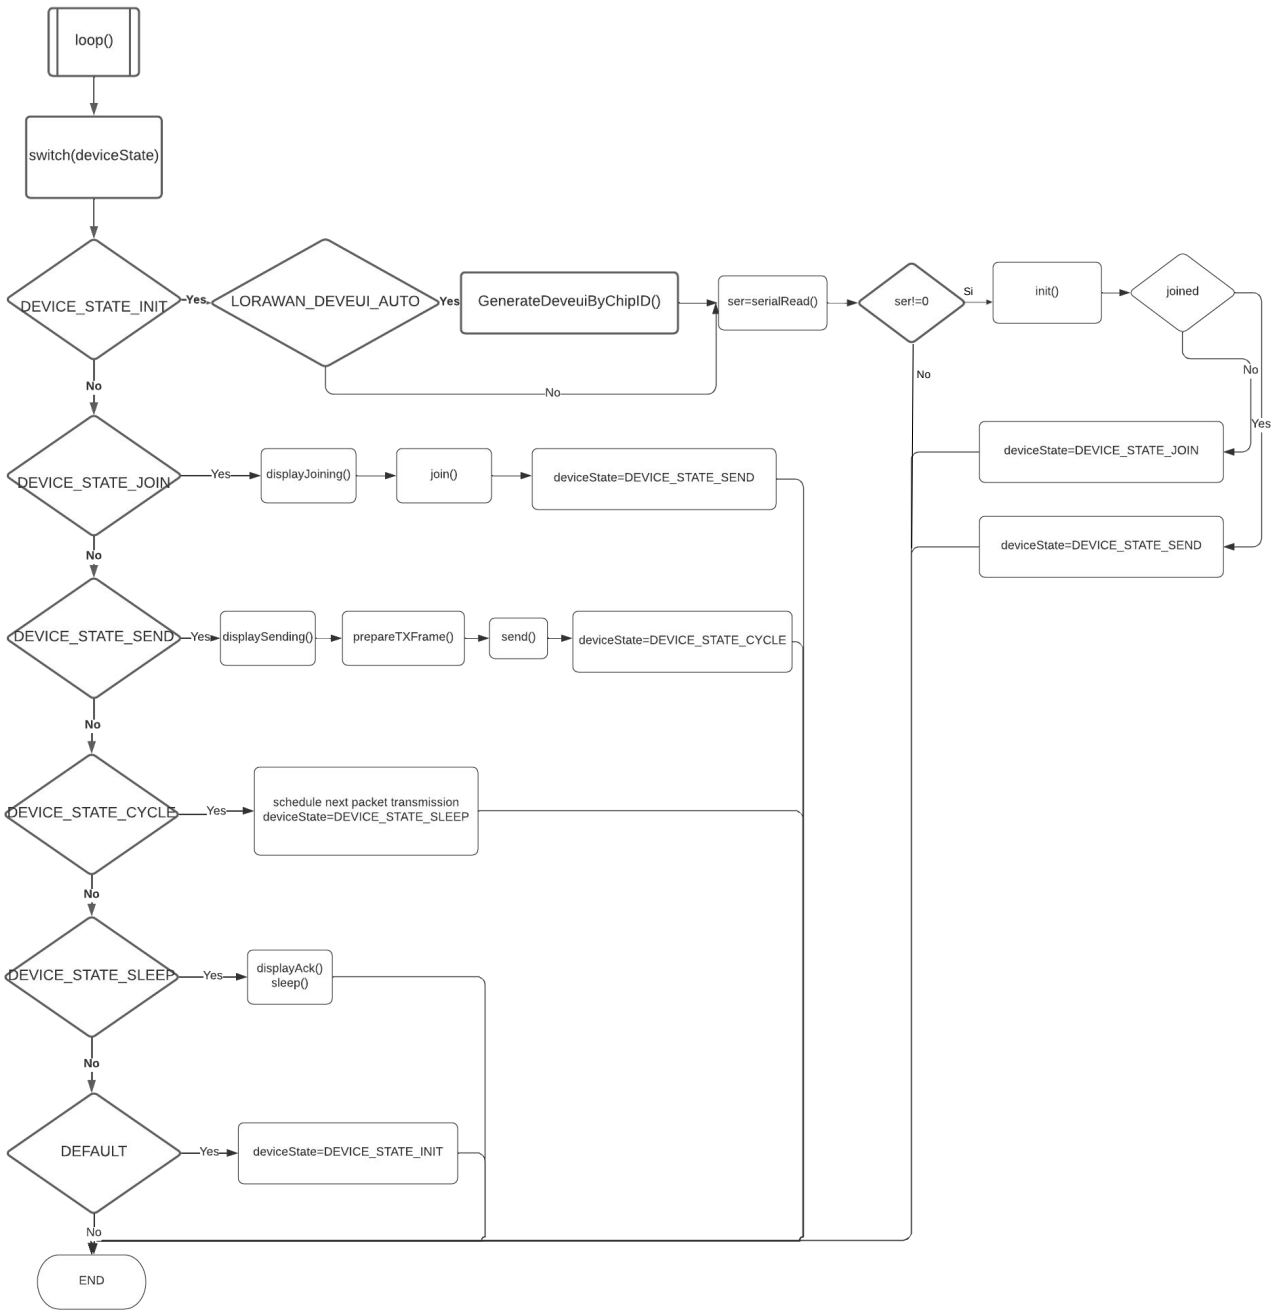 loop()
switch(deviceState)
DEVICE_STATE_INIT
Yes
LORAWAN_DEVEUI_AUTO
Yes
GenerateDeveuiByChipID()
ser=serialRead()
ser!=0
Si
init()
joined
No
No
No
No
Yes
DEVICE_STATE_JOIN
Yes
displayJoining()
join()
deviceState=DEVICE_STATE_SEND
deviceState=DEVICE_STATE_JOIN
deviceState=DEVICE_STATE_SEND
No
DEVICE_STATE_SEND
Yes
displaySending()
prepareTXFrame()
send()
deviceState=DEVICE_STATE_CYCLE
No
DEVICE_STATE_CYCLE
Yes
schedule next packet transmission
deviceState=DEVICE_STATE_SLEEP
No
DEVICE_STATE_SLEEP
Yes
displayAck()
sleep()
No
DEFAULT
Yes
deviceState=DEVICE_STATE_INIT
No
END